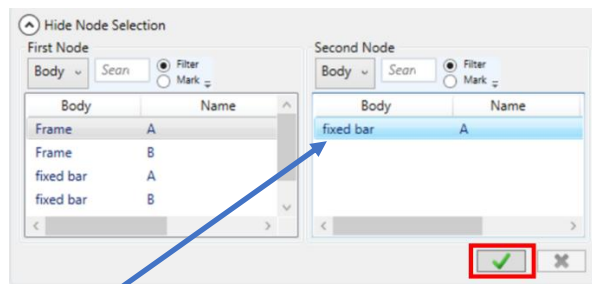 Hide Node Selection
First Node
Body Sean Filter
Mark
Body Name
Frame A
Frame B
fixed bar A
fixed bar B
Second Node
Body Sean Filter
Mark
Body Name
fixed bar A